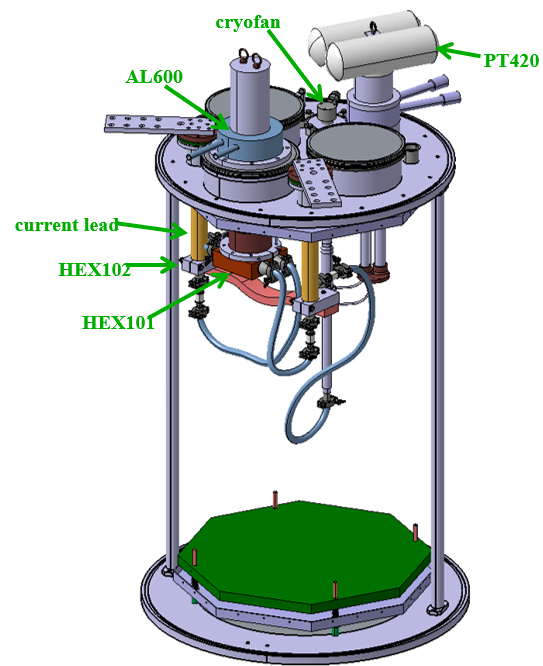 cryofan
PT420
AL600
current lead
HEX102
HEX101